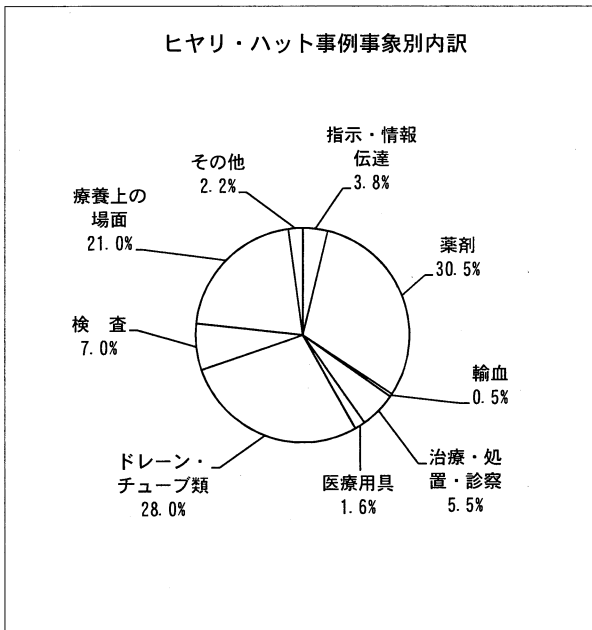 ヒヤリ・ハット事例事象別内訳
指示・情報
伝達
3.8%
薬剤
30.5%
輸血
0.5%
治療・処
置・診察
5.5%
医療用具
1.6%
ドレーン・
チューブ類
28.0%
検　査
7.0%
療養上の
場面
21.0%
その他
2.2%